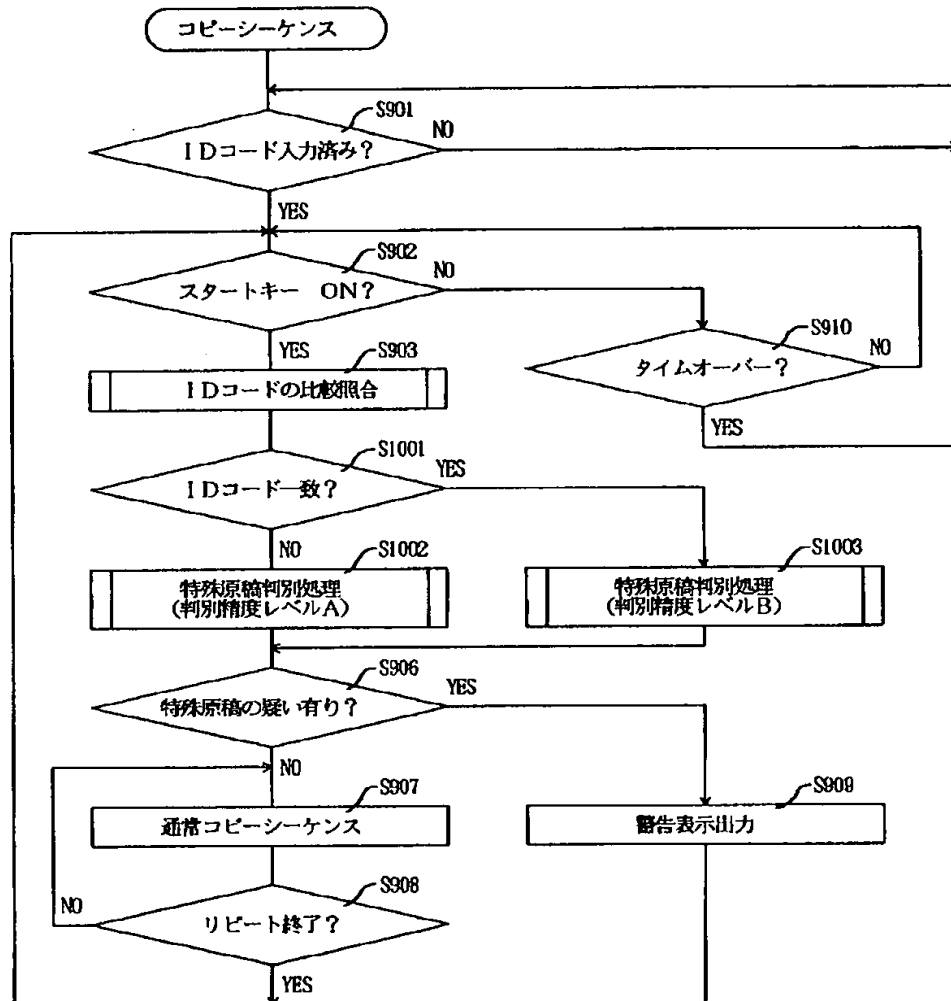 コピーシーケンス
S901
IDコード入力済み?
NO
YES
S902
スタートキー ON?
NO
YES
S910
タイムオーバー?
NO
YES
S903
IDコードの比較照合
S1001
IDコード一致?
YES
NO
S1002
特殊原稿判別処理
(判別精度レベルA)
S1003
特殊原稿判別処理
(判別精度レベルB)
S906
特殊原稿の疑い有り?
YES
NO
S907
通常コピーシーケンス
S909
警告表示出力
S908
リピート終了?
NO
YES